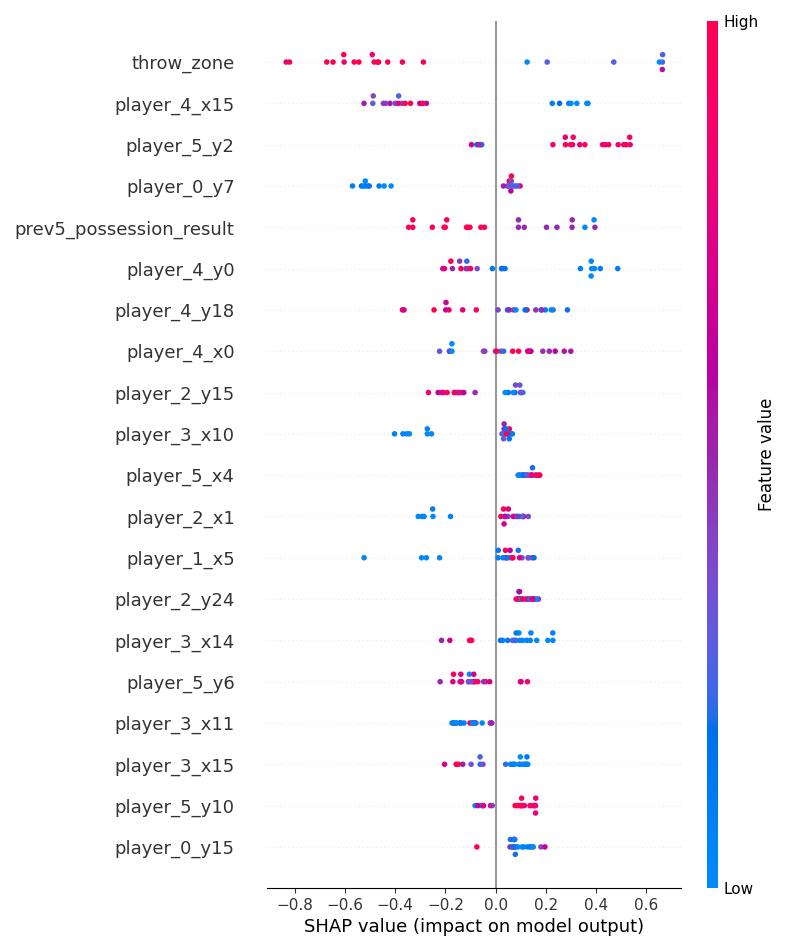 High
throw_zone
player_4_x15
player_5_y2
player_0_y7
prev5_possession_result
player_4_y0
player_4_y18
player_4_x0
player_2_y15
player_3_x10
player_5_x4
player_2_x1
player_1_x5
player_2_y24
player_3_x14
player_5_y6
player_3_x11
player_3_x15
player_5_y10
player_0_y15
Feature value
Low
−0.8 −0.6 −0.4 −0.2 0.0 0.2 0.4 0.6
SHAP value (impact on model output)